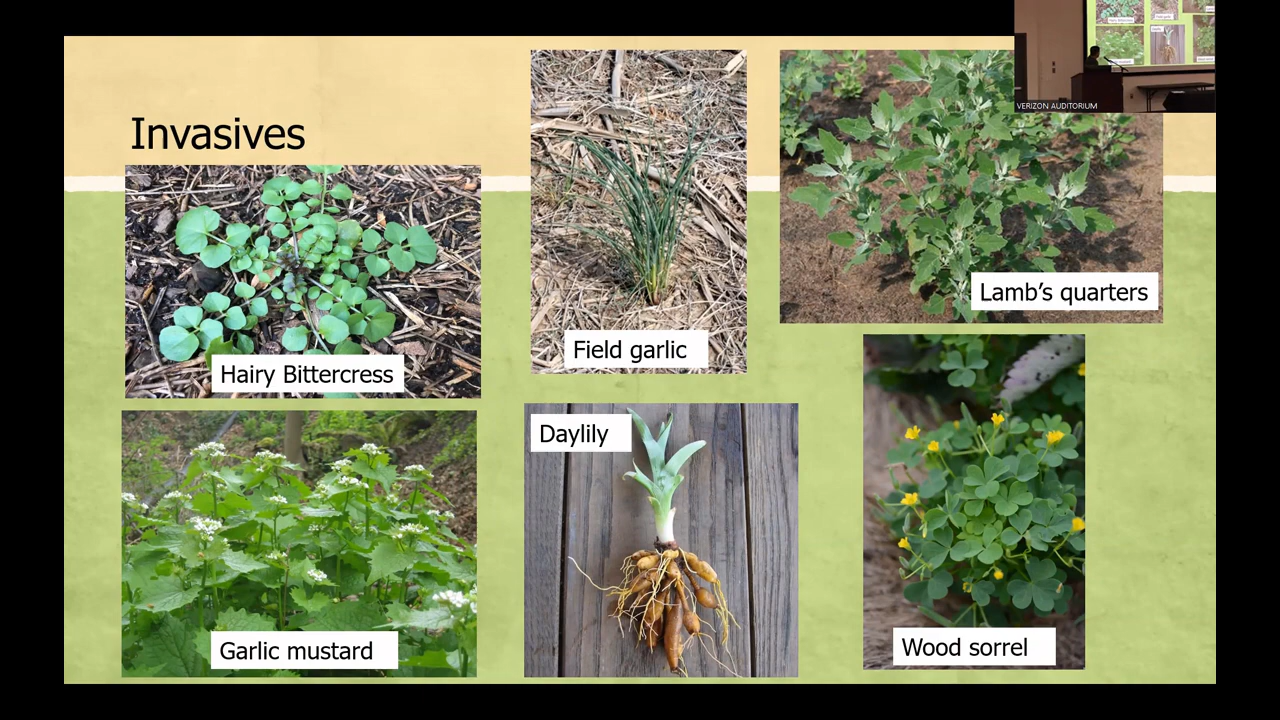 Invasives
Hairy Bittercress
Field garlic
Lamb's quarters
Garlic mustard
Daylily
Wood sorrel
VERIZON AUDITORIUM